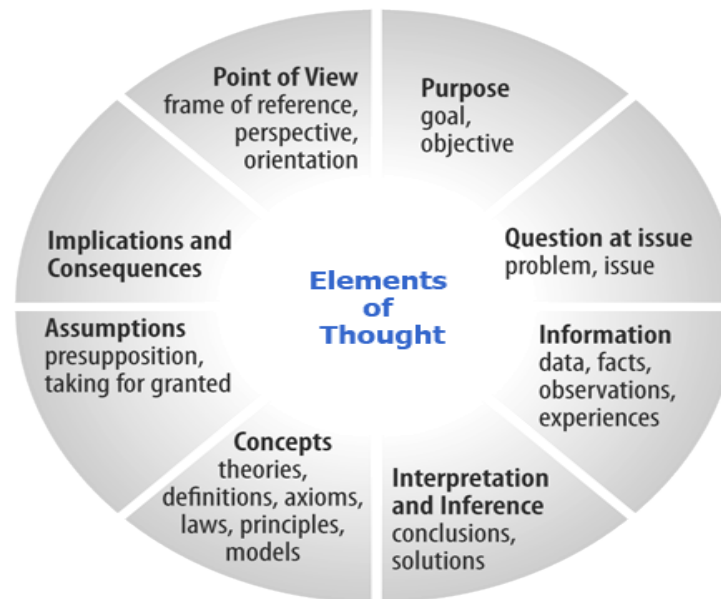 Point of View
frame of reference,
perspective,
orientation
Purpose
goal,
objective
Question at issue
problem, issue
Information
data, facts,
observations,
experiences
Interpretation
and Inference
conclusions,
solutions
Concepts
theories,
definitions, axioms,
laws, principles,
models
Assumptions
presupposition,
taking for granted
Implications and
Consequences
Elements
of
Thought